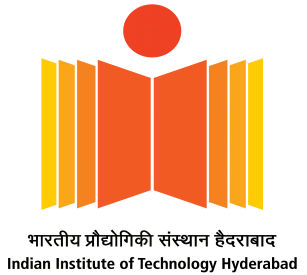 भारतीय प्रौद्योगिकी संस्थान हैदराबाद
Indian Institute of Technology Hyderabad